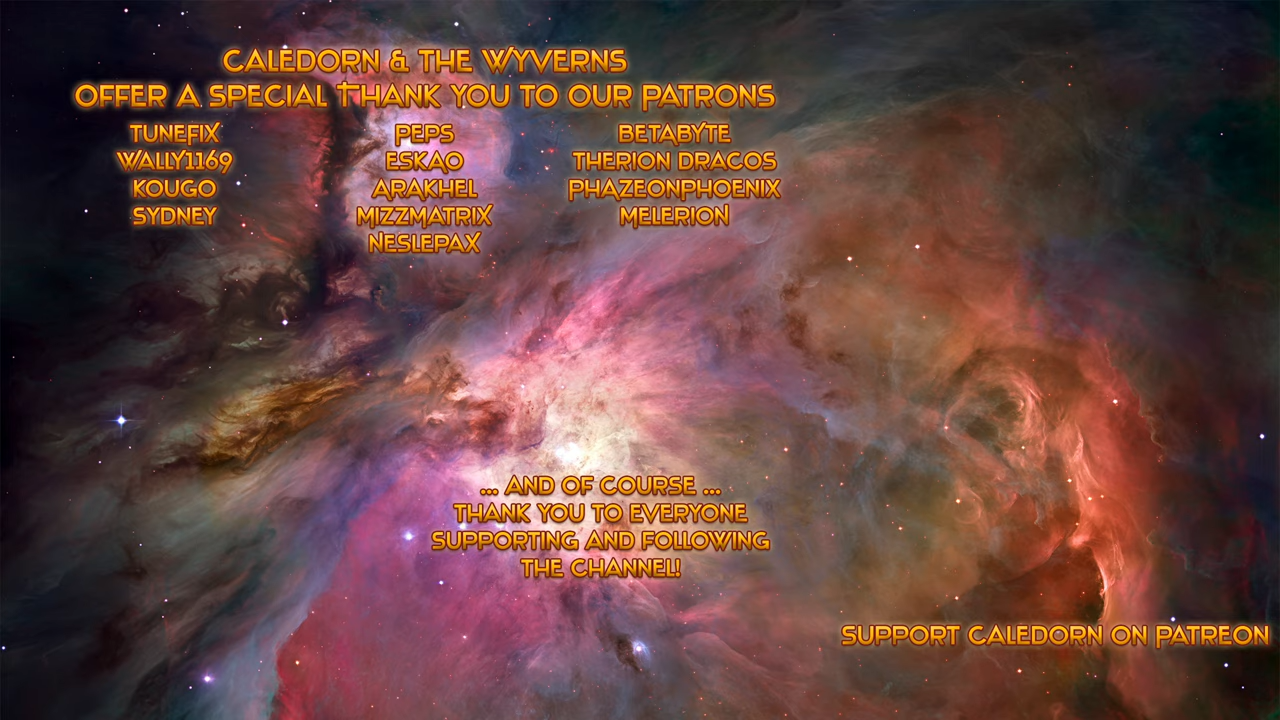 CALEDORN & THE WYVERNS
OFFER A SPECIAL THANK YOU TO OUR PATRONS
TUNEFIX
WALLY1169
KOUGO
SYDNEY
PEPS
ESKAO
ARAKHEL
MIZZMATRIX
NESLEPAX
BETABYTE
THERION DRACOS
PHAZEONPHOENIX
MELERION
... AND OF COURSE ...
THANK YOU TO EVERYONE
SUPPORTING AND FOLLOWING
THE CHANNEL!
SUPPORT CALEDORN ON PATREON